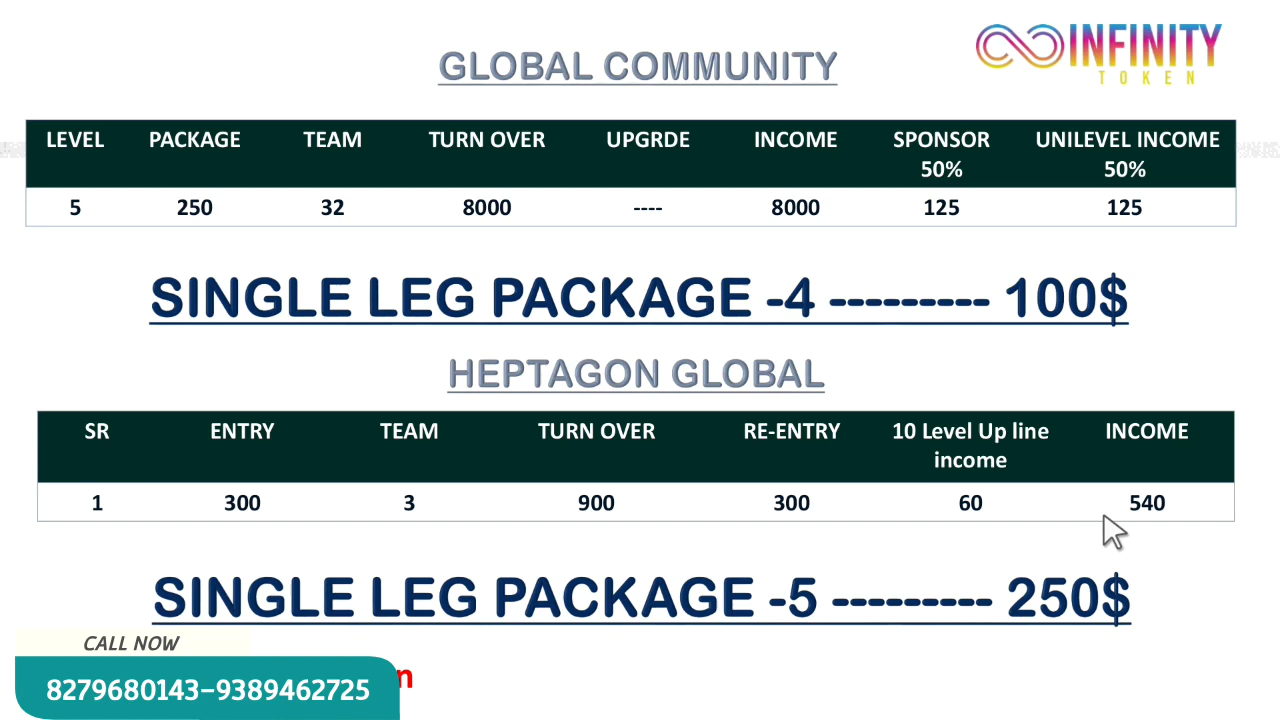 INFINITY
TOKEN
GLOBAL COMMUNITY
LEVEL PACKAGE TEAM TURN OVER UPGRDE INCOME SPONSOR 50% UNILEVEL INCOME 50%
5 250 32 8000 ---- 8000 125 125
SINGLE LEG PACKAGE -4 --------- 100$
HEPTAGON GLOBAL
SR ENTRY TEAM TURN OVER RE-ENTRY 10 Level Up line income INCOME
1 300 3 900 300 60 540
SINGLE LEG PACKAGE -5 --------- 250$
CALL NOW
8279680143-9389462725